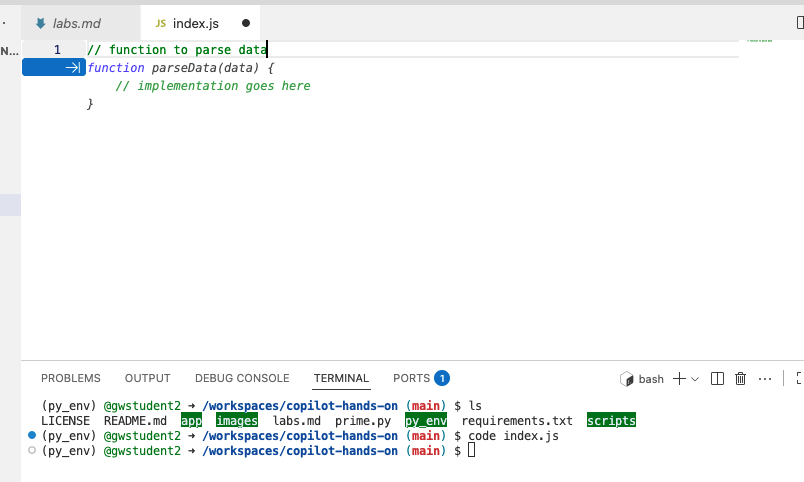 labs.md JS index.js
N...
1 // function to parse data
function parseData(data) {
// implementation goes here
}
PROBLEMS OUTPUT DEBUG CONSOLE TERMINAL PORTS 1 bash
(py_env) @gwstudent2 ➜ /workspaces/copilot-hands-on (main) $ ls
LICENSE README.md app images labs.md prime.py py_env requirements.txt scripts
(py_env) @gwstudent2 ➜ /workspaces/copilot-hands-on (main) $ code index.js
(py_env) @gwstudent2 ➜ /workspaces/copilot-hands-on (main) $